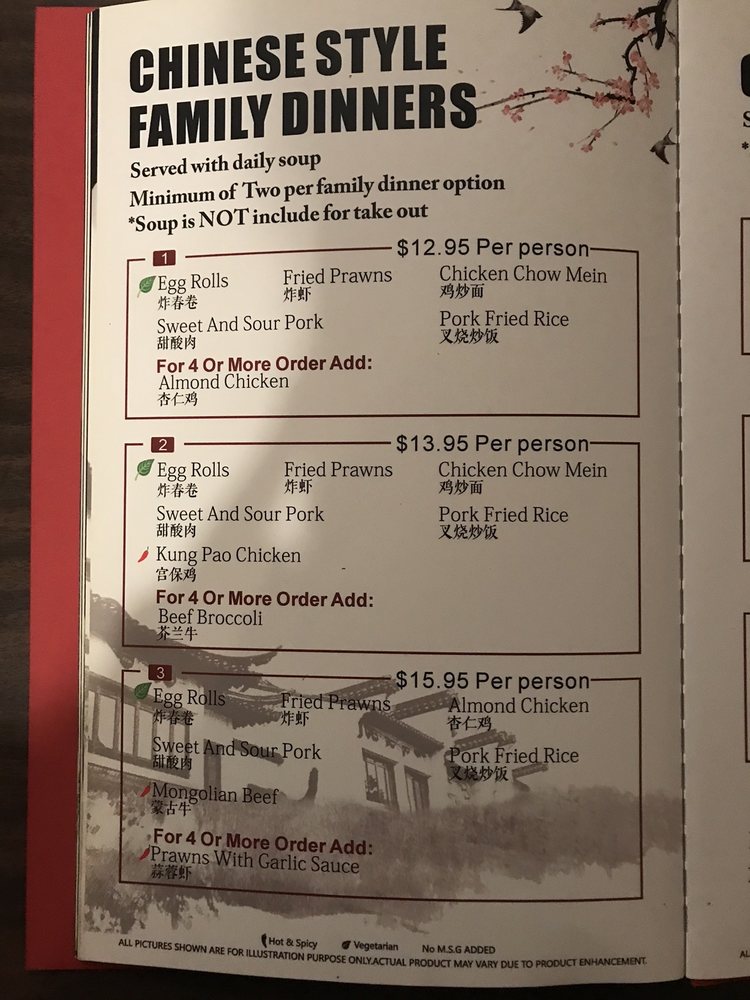 CHINESE STYLE
FAMILY DINNERS
Served with daily soup
Minimum of Two per family dinner option
*Soup is NOT include for take out
1 $12.95 Per person
Egg Rolls Fried Prawns Chicken Chow Mein
炸春卷 炸虾 鸡炒面
Sweet And Sour Pork Pork Fried Rice
甜酸肉 叉烧炒饭
For 4 Or More Order Add:
Almond Chicken
杏仁鸡
2 $13.95 Per person
Egg Rolls Fried Prawns Chicken Chow Mein
炸春卷 炸虾 鸡炒面
Sweet And Sour Pork Pork Fried Rice
甜酸肉 叉烧炒饭
Kung Pao Chicken
宫保鸡
For 4 Or More Order Add:
Beef Broccoli
芥兰牛
3 $15.95 Per person
Egg Rolls Fried Prawns Almond Chicken
炸春卷 炸虾 杏仁鸡
Sweet And Sour Pork Pork Fried Rice
甜酸肉 叉烧炒饭
Mongolian Beef
蒙古牛
For 4 Or More Order Add:
Prawns With Garlic Sauce
蒜蓉虾
Hot & Spicy Vegetarian No M.S.G ADDED
ALL PICTURES SHOWN ARE FOR ILLUSTRATION PURPOSE ONLY.ACTUAL PRODUCT MAY VARY DUE TO PRODUCT ENHANCEMENT.